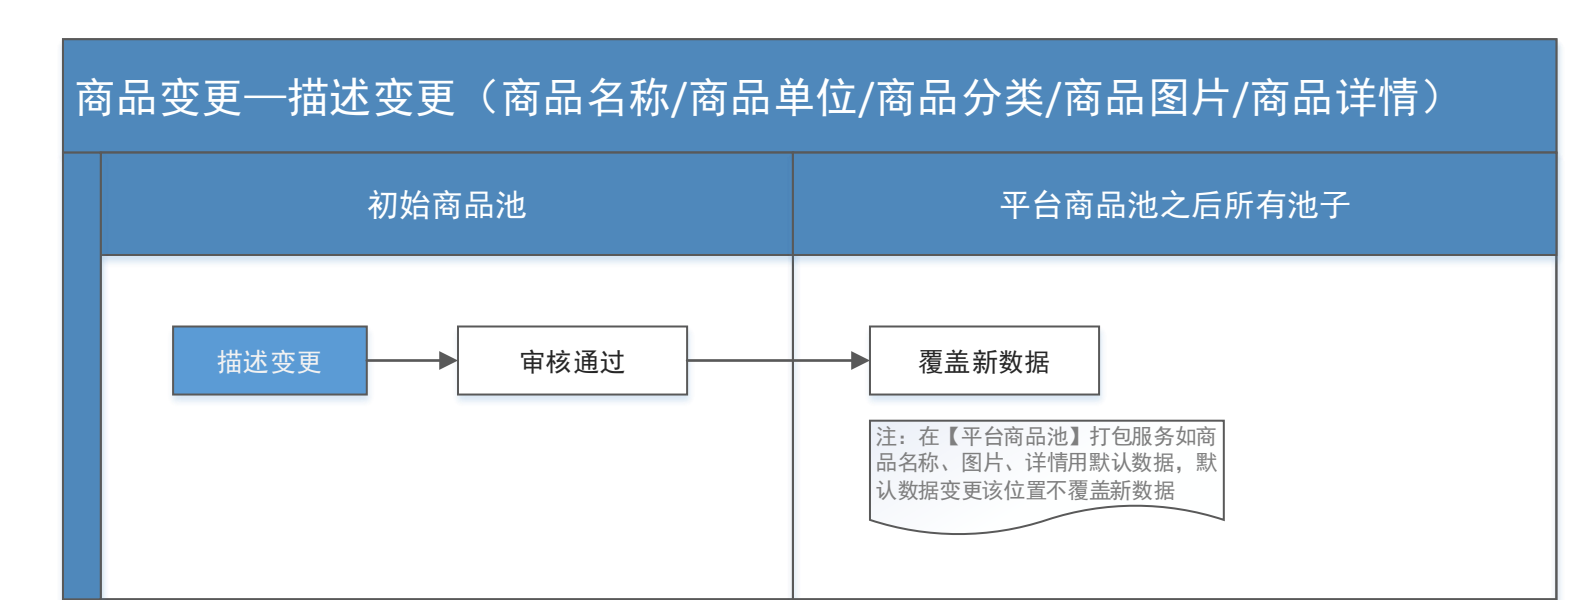 商品变更—描述变更（商品名称/商品单位/商品分类/商品图片/商品详情）
初始商品池
平台商品池之后所有池子
描述变更
审核通过
覆盖新数据
注：在【平台商品池】打包服务如商
品名称、图片、详情用默认数据，默
认数据变更该位置不覆盖新数据